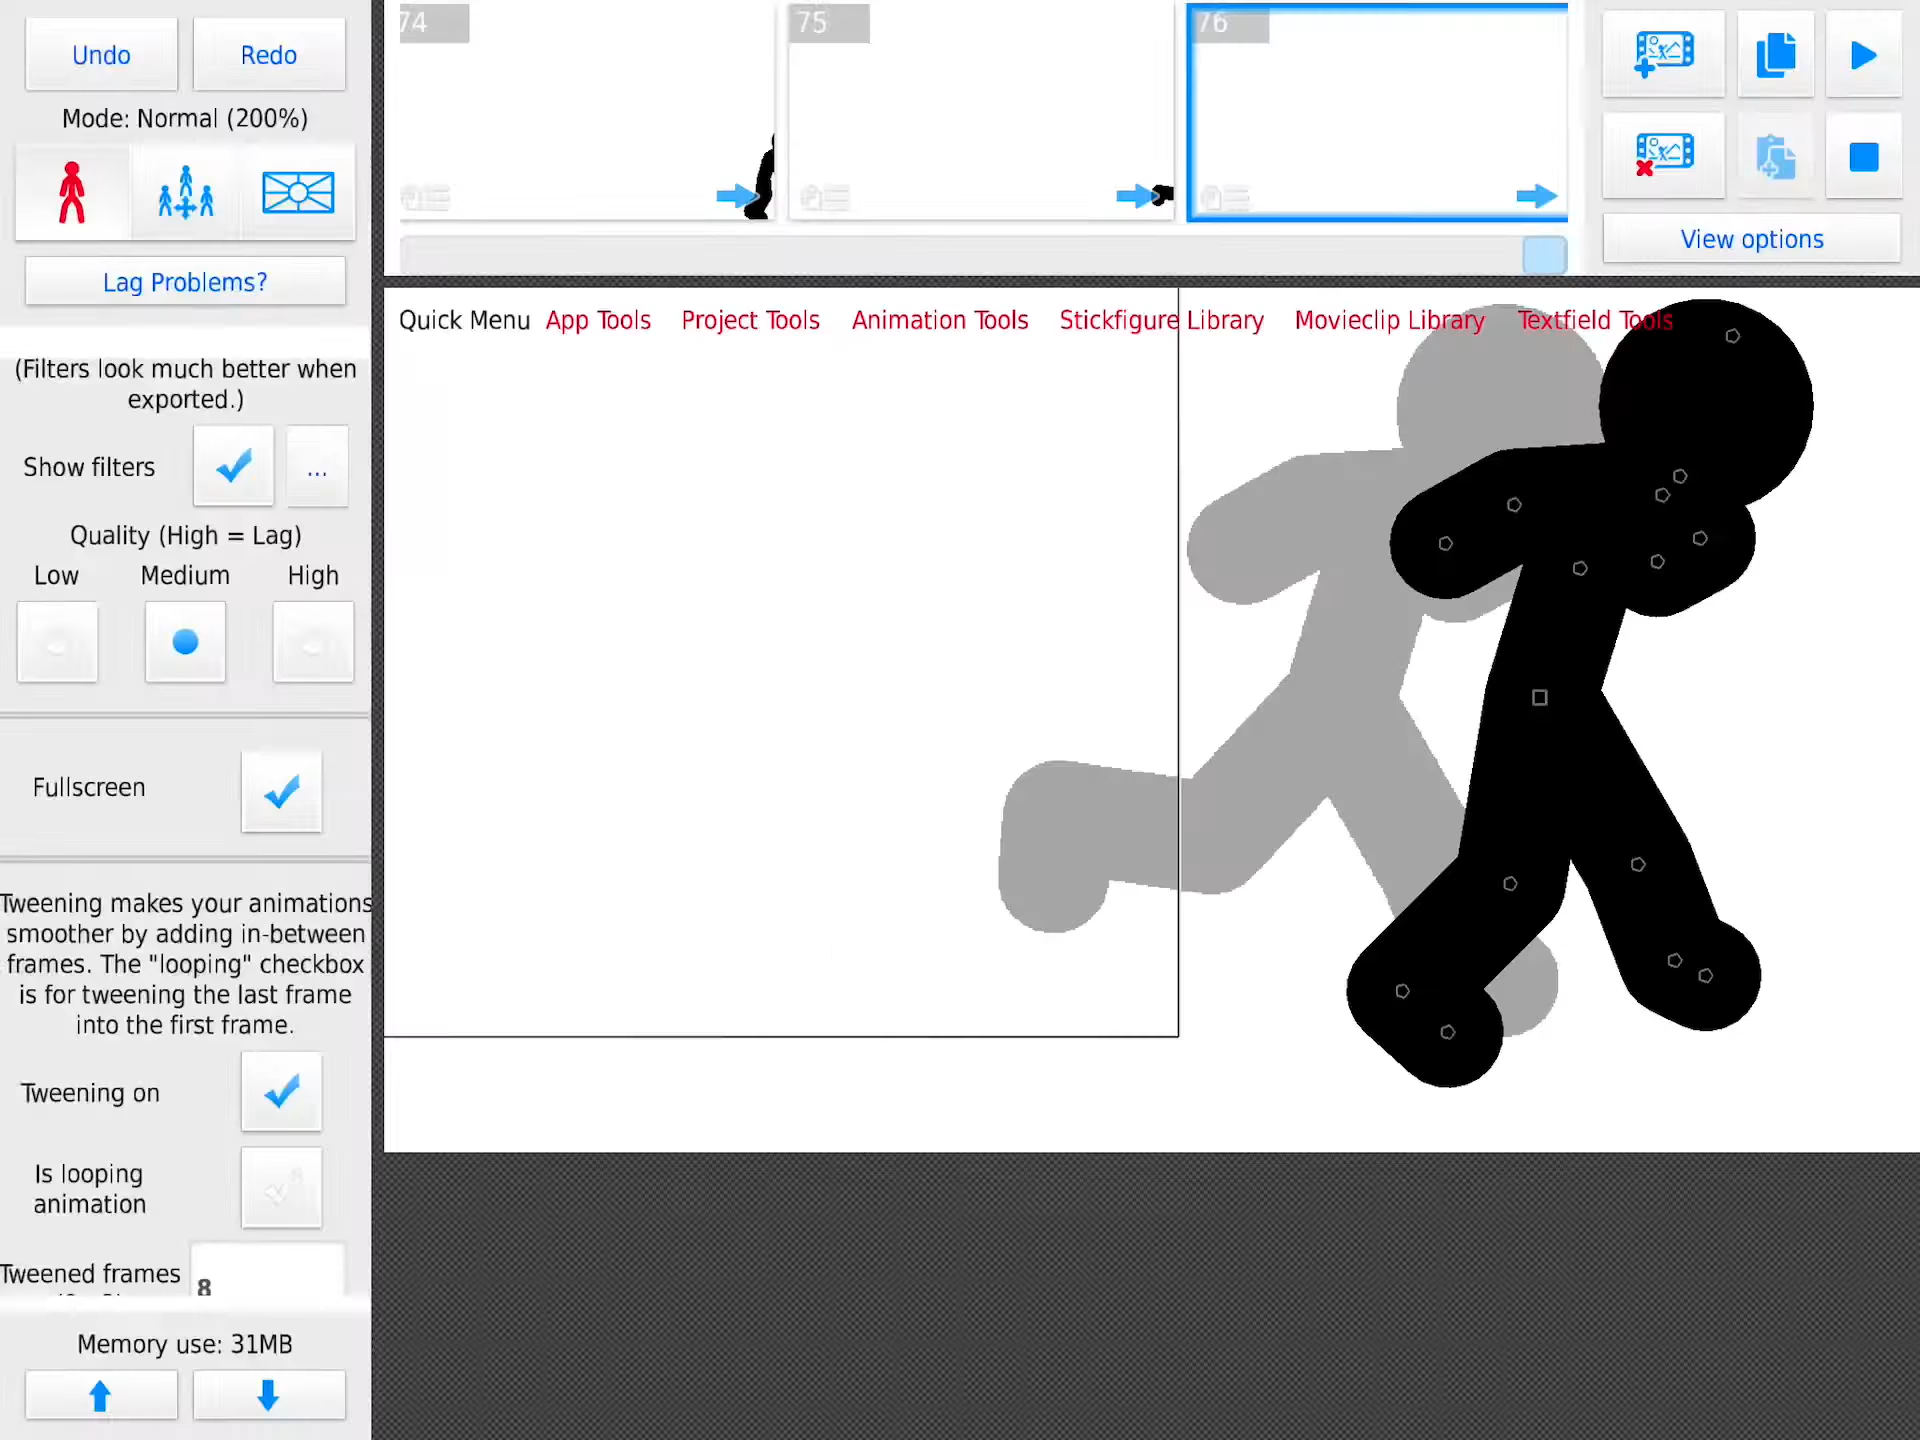 Undo
Redo
Mode: Normal (200%)
Lag Problems?
(Filters look much better when
exported.)
Show filters
...
Quality (High = Lag)
Low
Medium
High
Fullscreen
Tweening makes your animations
smoother by adding in-between
frames. The "looping" checkbox
is for tweening the last frame
into the first frame.
Tweening on
Is looping
animation
Tweened frames
8
Memory use: 31MB
74
75
76
View options
Quick Menu App Tools Project Tools Animation Tools Stickfigure Library Movieclip Library Textfield Tools